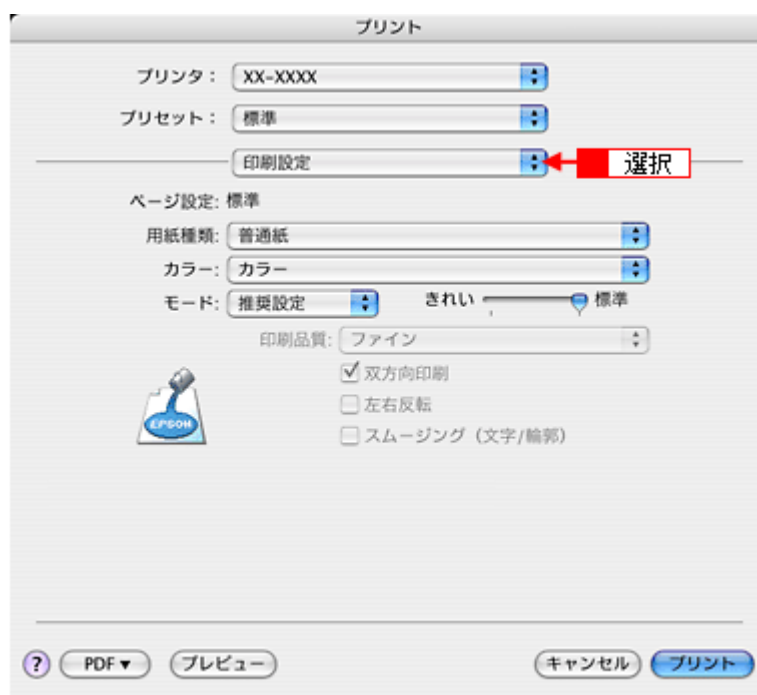 プリント
プリンタ： XX-XXXX
プリセット： 標準
印刷設定 選択
ページ設定: 標準
用紙種類: 普通紙
カラー: カラー
モード: 推奨設定 きれい 標準
印刷品質: ファイン
双方向印刷
左右反転
スムージング（文字/輪郭）
EPSON
? PDF▼ プレビュー キャンセル プリント